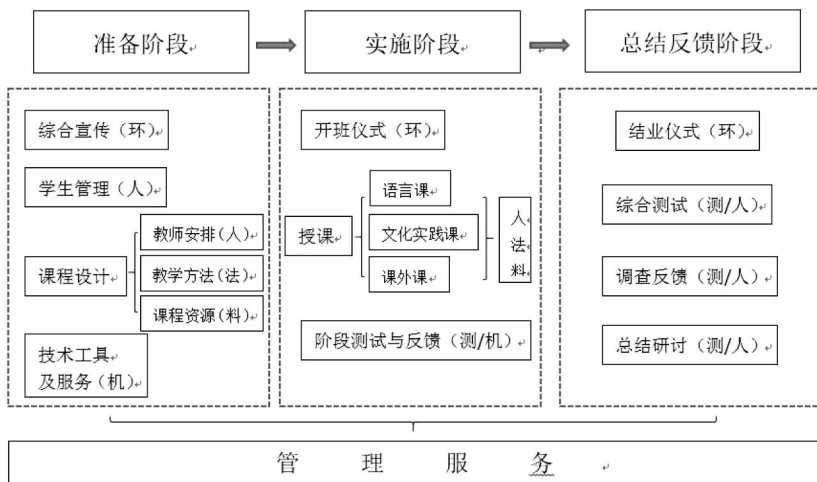 准备阶段
实施阶段
总结反馈阶段
综合宣传（环）
学生管理（人）
课程设计
教师安排（人）
教学方法（法）
课程资源（料）
技术工具
及服务（机）
开班仪式（环）
授课
语言课
文化实践课
课外课
人
法
料
阶段测试与反馈（测/机）
结业仪式（环）
综合测试（测/人）
调查反馈（测/人）
总结研讨（测/人）
管理服务